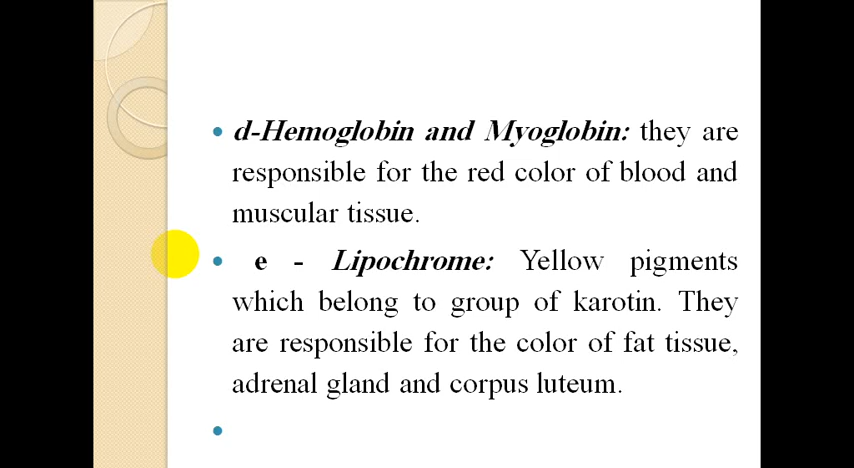 d-Hemoglobin and Myoglobin: they are
responsible for the red color of blood and
muscular tissue.
e - Lipochrome: Yellow pigments
which belong to group of karotin. They
are responsible for the color of fat tissue,
adrenal gland and corpus luteum.